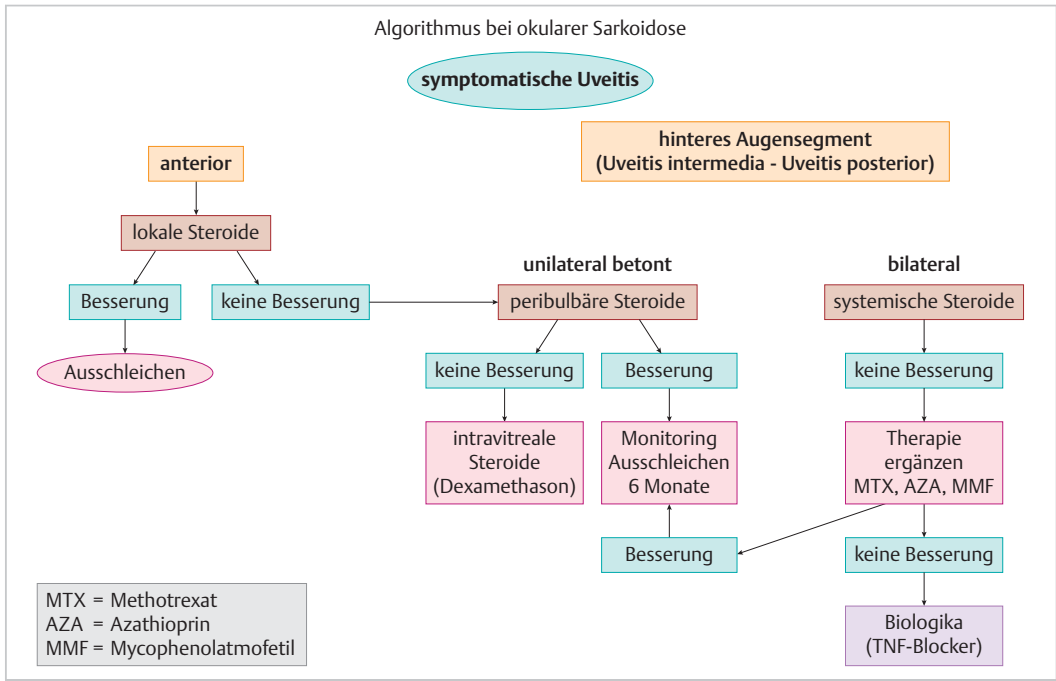 Algorithmus bei okularer Sarkoidose
symptomatische Uveitis
hinteres Augensegment
(Uveitis intermedia - Uveitis posterior)
anterior
lokale Steroide
unilateral betont
bilateral
Besserung
keine Besserung
peribulbäre Steroide
systemische Steroide
Ausschleichen
keine Besserung
Besserung
keine Besserung
intravitreale
Steroide
(Dexamethason)
Monitoring
Ausschleichen
6 Monate
Therapie
ergänzen
MTX, AZA, MMF
Besserung
keine Besserung
Biologika
(TNF-Blocker)
MTX = Methotrexat
AZA = Azathioprin
MMF = Mycophenolatmofetil